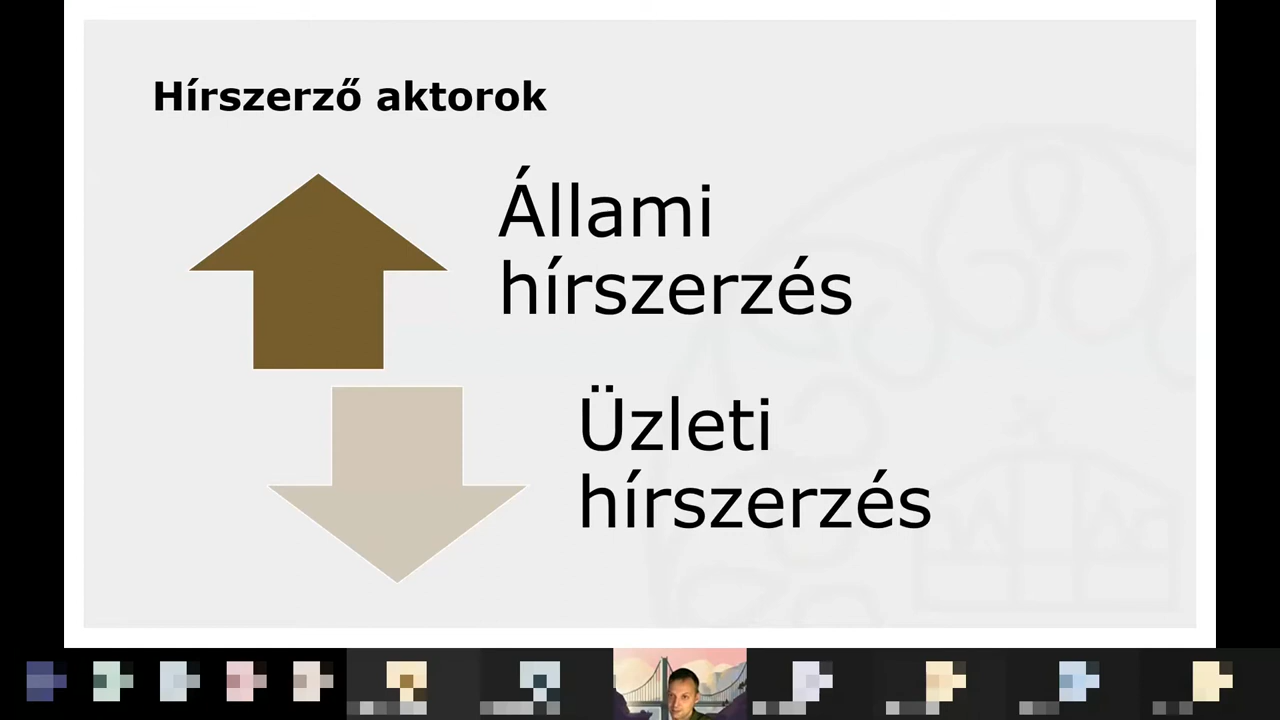 Hírszerző aktorok
Állami
hírszerzés
Üzleti
hírszerzés